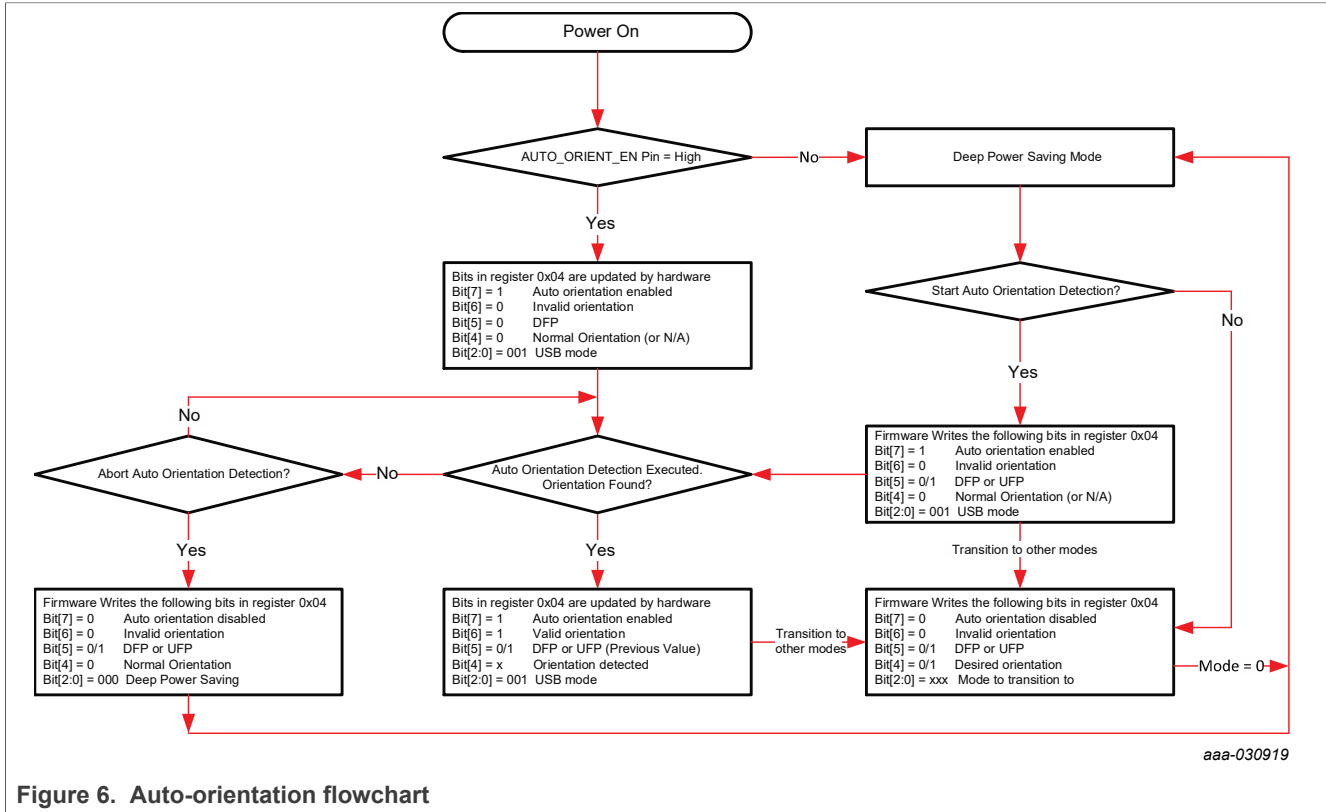 Power On
AUTO_ORIENT_EN Pin = High
No
Deep Power Saving Mode
Yes
Bits in register 0x04 are updated by hardware
Bit[7] = 1 Auto orientation enabled
Bit[6] = 0 Invalid orientation
Bit[5] = 0 DFP
Bit[4] = 0 Normal Orientation (or N/A)
Bit[2:0] = 001 USB mode
Start Auto Orientation Detection?
No
Yes
No
Abort Auto Orientation Detection?
No
Auto Orientation Detection Executed.
Orientation Found?
Firmware Writes the following bits in register 0x04
Bit[7] = 1 Auto orientation enabled
Bit[6] = 0 Invalid orientation
Bit[5] = 0/1 DFP or UFP
Bit[4] = 0 Normal Orientation (or N/A)
Bit[2:0] = 001 USB mode
Yes
Yes
Transition to other modes
Firmware Writes the following bits in register 0x04
Bit[7] = 0 Auto orientation disabled
Bit[6] = 0 Invalid orientation
Bit[5] = 0/1 DFP or UFP
Bit[4] = 0 Normal Orientation
Bit[2:0] = 000 Deep Power Saving
Bits in register 0x04 are updated by hardware
Bit[7] = 1 Auto orientation enabled
Bit[6] = 1 Valid orientation
Bit[5] = 0/1 DFP or UFP (Previous Value)
Bit[4] = x Orientation detected
Bit[2:0] = 001 USB mode
Transition to
other modes
Firmware Writes the following bits in register 0x04
Bit[7] = 0 Auto orientation disabled
Bit[6] = 0 Invalid orientation
Bit[5] = 0/1 DFP or UFP
Bit[4] = 0/1 Desired orientation
Bit[2:0] = xxx Mode to transition to
Mode = 0
aaa-030919
Figure 6. Auto-orientation flowchart